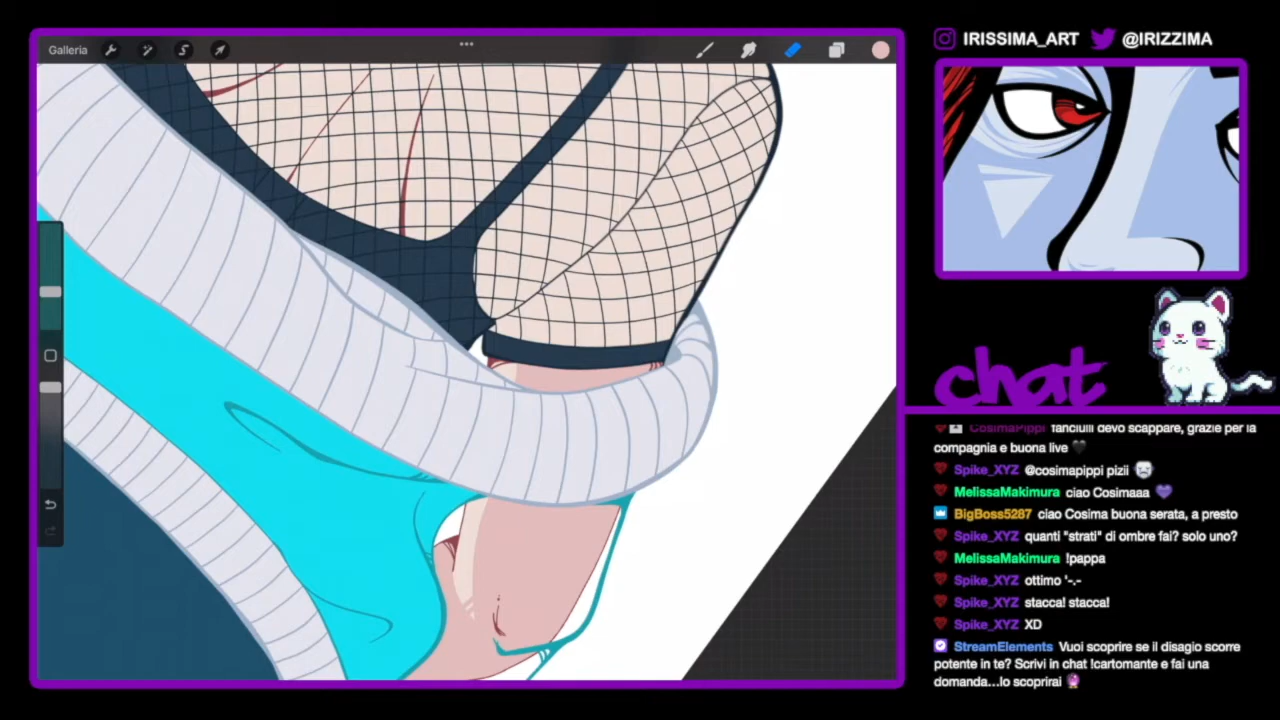 Galleria
IRISSIMA_ART @IRIZZIMA
chat
CosimaPippi fanciulli devo scappare, grazie per la
compagnia e buona live
Spike_XYZ @cosimapippi pizii
MelissaMakimura ciao Cosimaaa
BigBoss5287 ciao Cosima buona serata, a presto
Spike_XYZ quanti "strati" di ombre fai? solo uno?
MelissaMakimura !pappa
Spike_XYZ ottimo '-.-
Spike_XYZ stacca! stacca!
Spike_XYZ XD
StreamElements Vuoi scoprire se il disagio scorre
potente in te? Scrivi in chat !cartomante e fai una
domanda...lo scoprirai